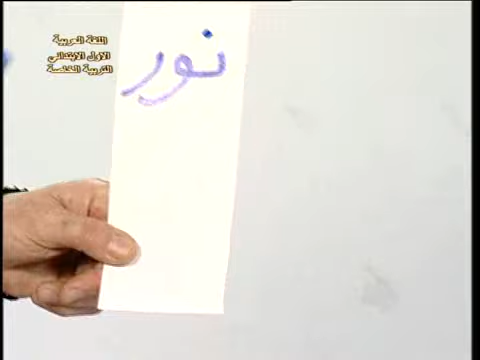 اللغة العربية
الاول الابتدائي
التربية الخاصة
نور